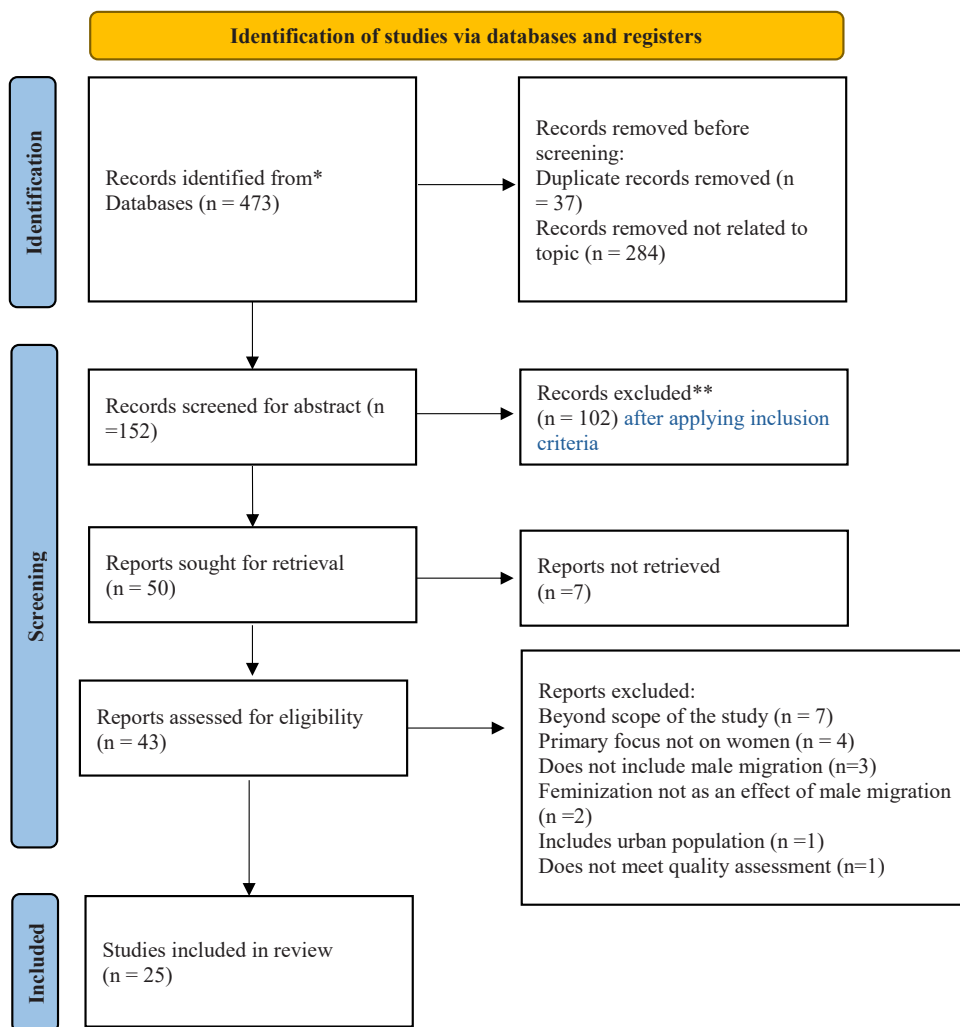 Identification of studies via databases and registers
Identification
Records identified from*
Databases (n = 473)
Records removed before
screening:
Duplicate records removed (n
= 37)
Records removed not related to
topic (n = 284)
Screening
Records screened for abstract (n
=152)
Records excluded**
(n = 102) after applying inclusion
criteria
Reports sought for retrieval
(n = 50)
Reports not retrieved
(n =7)
Reports assessed for eligibility
(n = 43)
Reports excluded:
Beyond scope of the study (n = 7)
Primary focus not on women (n = 4)
Does not include male migration (n=3)
Feminization not as an effect of male migration
(n =2)
Includes urban population (n =1)
Does not meet quality assessment (n=1)
Included
Studies included in review
(n = 25)